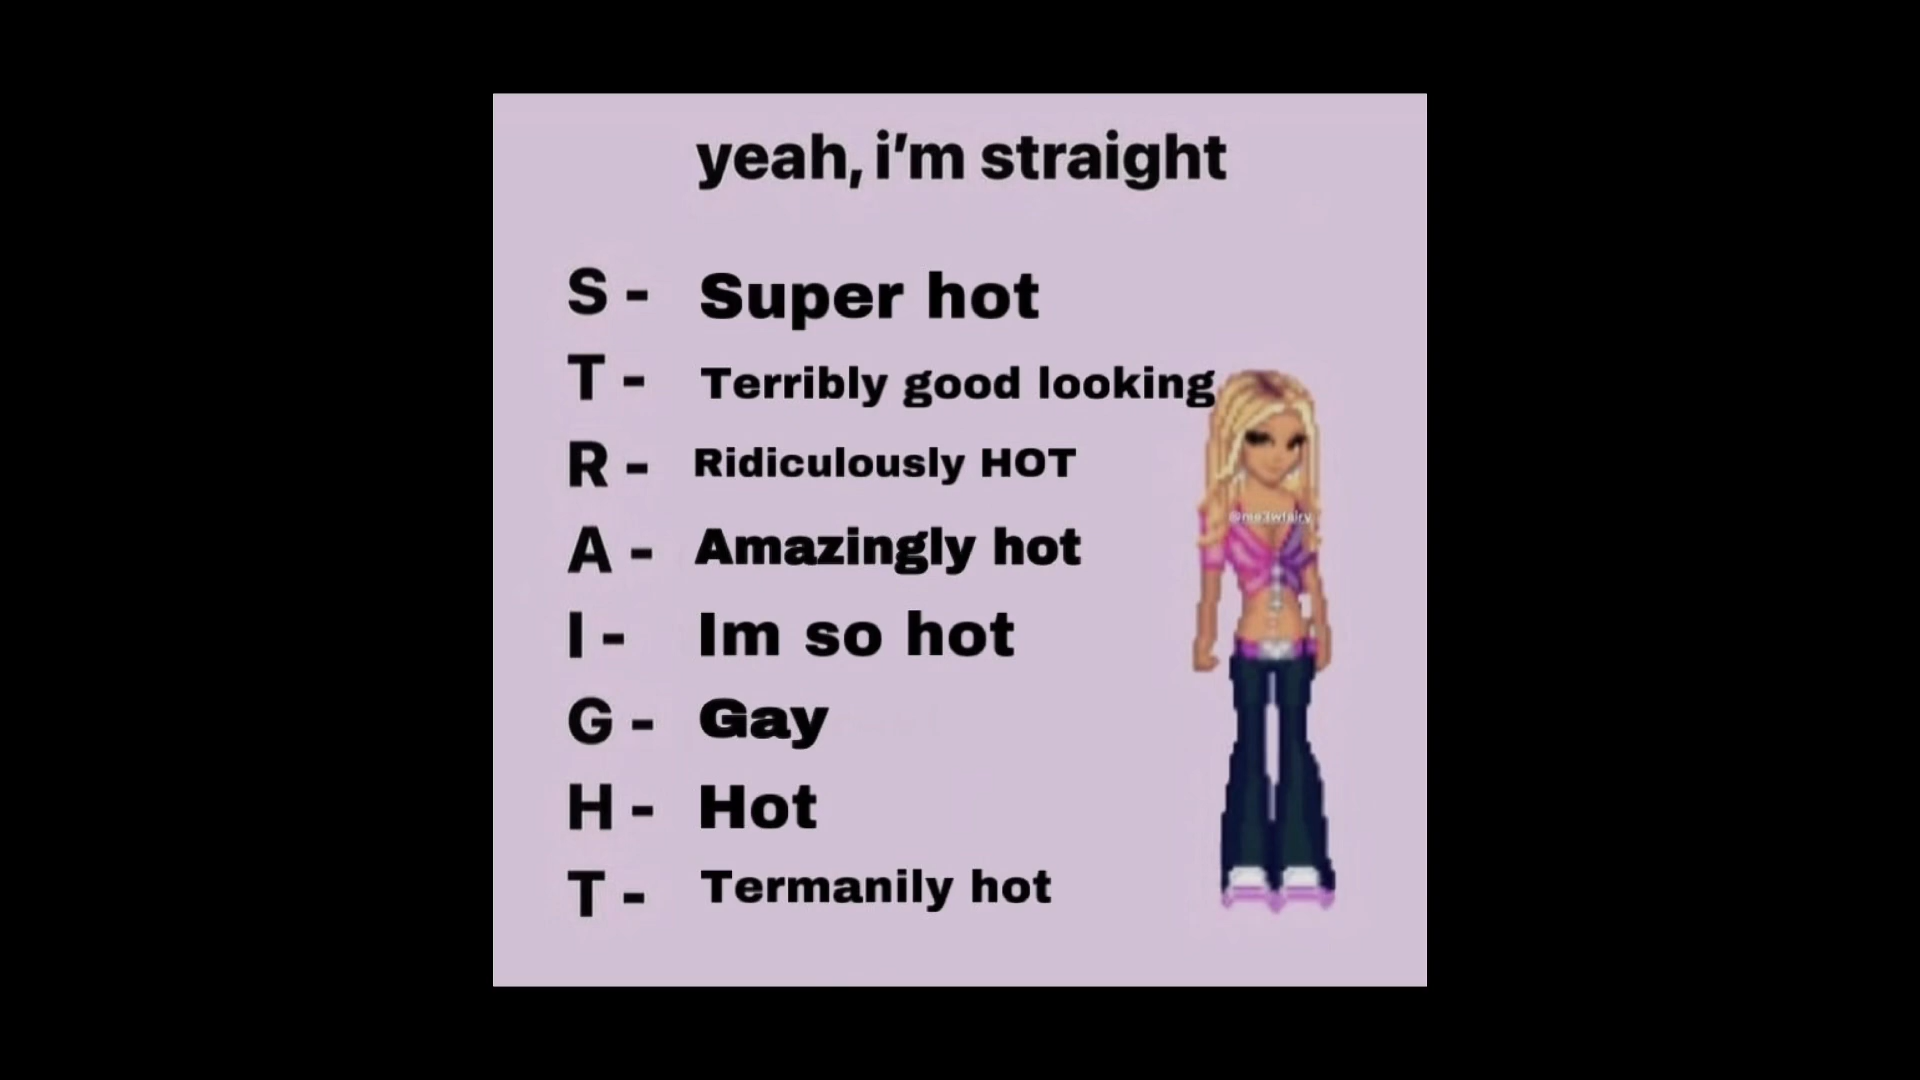 yeah, i'm straight
S - Super hot
T - Terribly good looking
R - Ridiculously HOT
A - Amazingly hot
I - Im so hot
G - Gay
H - Hot
T - Termanily hot